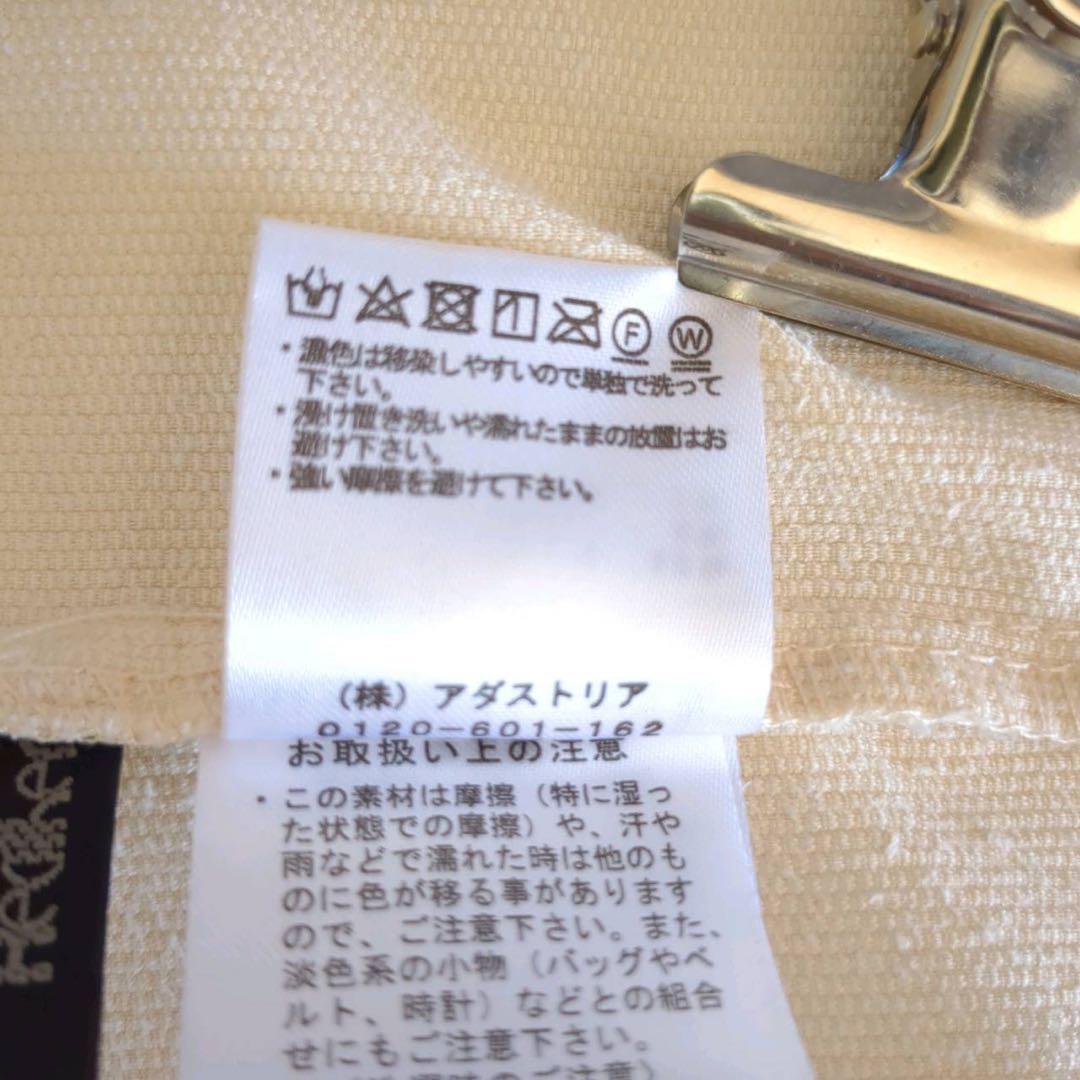 F W
・濃色は移染しやすいので単独で洗って
下さい。
・浸け置き洗いや濡れたままの放置はお
避け下さい。
・強い摩擦を避けて下さい。
（株）アダストリア
0120-601-162
お取扱い上の注意
・この素材は摩擦（特に湿っ
た状態での摩擦）や、汗や
雨などで濡れた時は他のも
のに色が移る事があります
ので、ご注意下さい。また、
淡色系の小物（バッグやベ
ルト、時計）などとの組合
せにもご注意下さい。
のご注意）